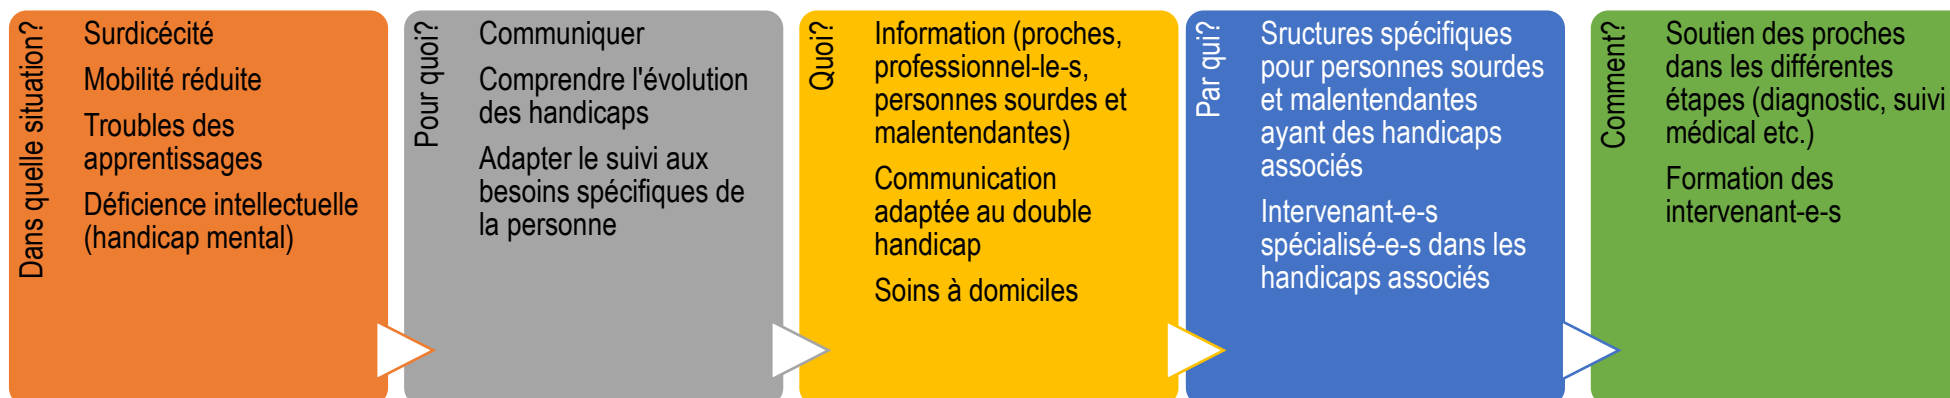 Dans quelle situation?
Surdicécité
Mobilité réduite
Troubles des
apprentissages
Déficience intellectuelle
(handicap mental)
Pour quoi?
Communiquer
Comprendre l'évolution
des handicaps
Adapter le suivi aux
besoins spécifiques de
la personne
Quoi?
Information (proches,
professionnel-le-s,
personnes sourdes et
malentendantes)
Communication
adaptée au double
handicap
Soins à domiciles
Par qui?
Sructures spécifiques
pour personnes sourdes
et malentendantes
ayant des handicaps
associés
Intervenant-e-s
spécialisé-e-s dans les
handicaps associés
Comment?
Soutien des proches
dans les différentes
étapes (diagnostic, suivi
médical etc.)
Formation des
intervenant-e-s